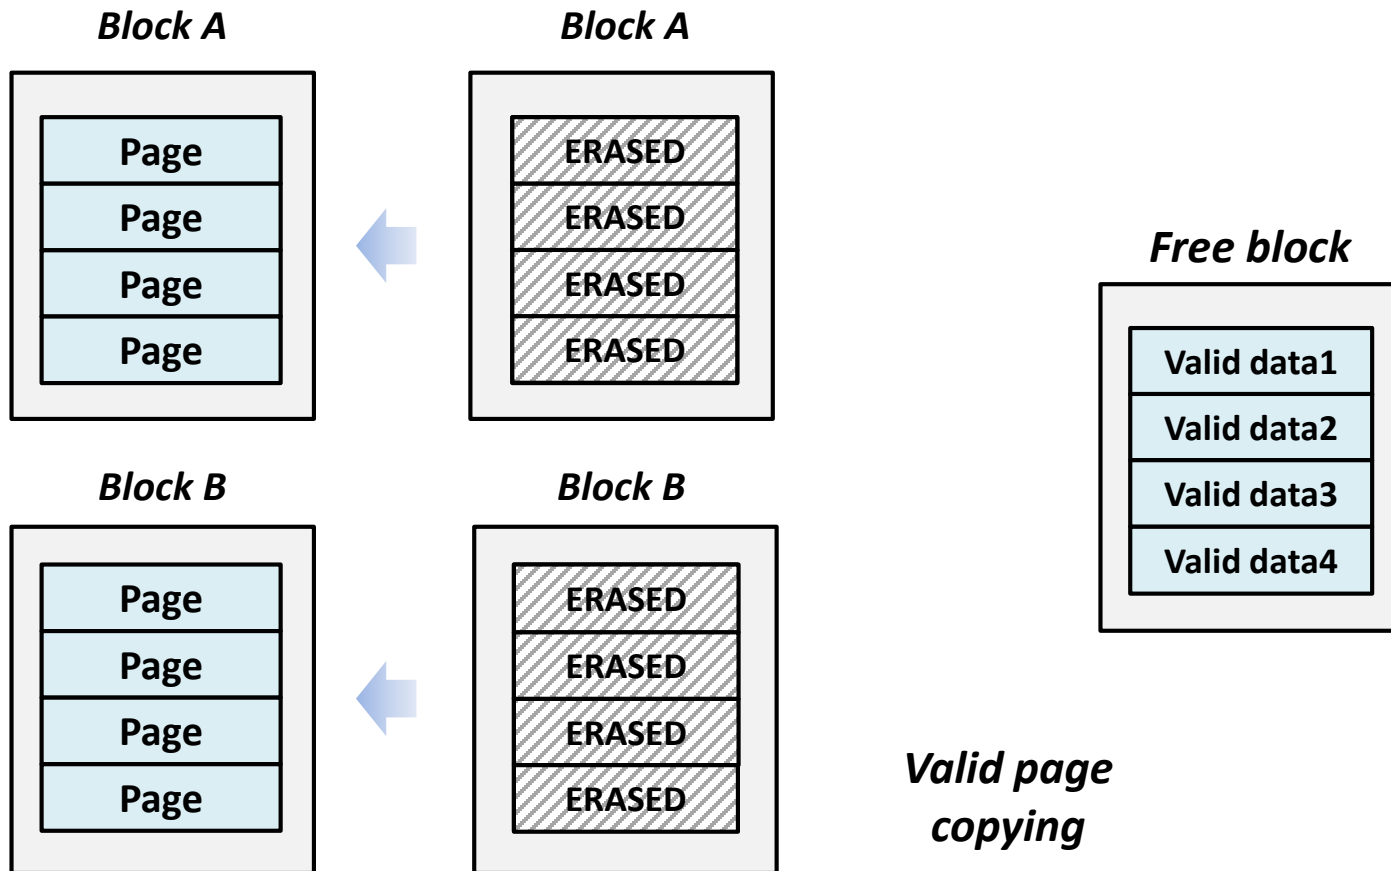 Block A
Page
Page
Page
Page
Block A
ERASED
ERASED
ERASED
ERASED
Block B
Page
Page
Page
Page
Block B
ERASED
ERASED
ERASED
ERASED
Free block
Valid data1
Valid data2
Valid data3
Valid data4
Valid page
copying